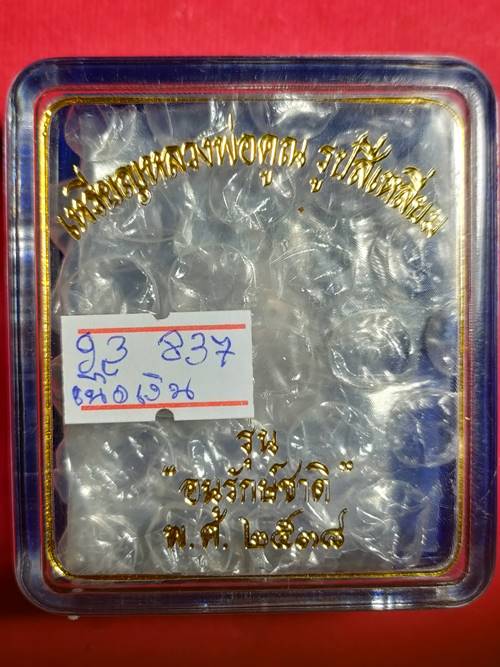 เหรียญหลวงพ่อคูณ รูปสี่เหลี่ยม
93 837
เนื้อเงิน
รุ่น
"อนุรักษ์ชาติ"
พ.ศ. ๒๕๓๘